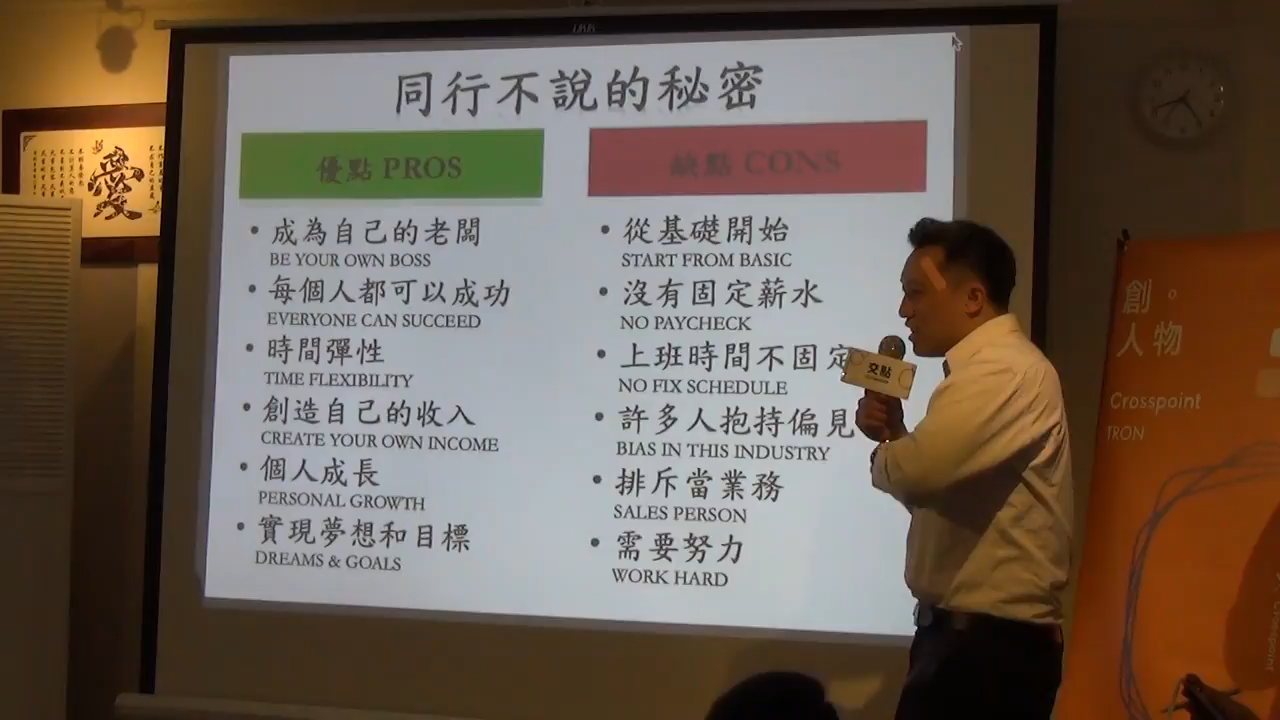 同行不說的秘密
優點 PROS
• 成為自己的老闆
BE YOUR OWN BOSS
• 每個人都可以成功
EVERYONE CAN SUCCEED
• 時間彈性
TIME FLEXIBILITY
• 創造自己的收入
CREATE YOUR OWN INCOME
• 個人成長
PERSONAL GROWTH
• 實現夢想和目標
DREAMS & GOALS
缺點 CONS
• 從基礎開始
START FROM BASIC
• 沒有固定薪水
NO PAYCHECK
• 上班時間不固定
NO FIX SCHEDULE
• 許多人抱持偏見
BIAS IN THIS INDUSTRY
• 排斥當業務
SALES PERSON
• 需要努力
WORK HARD
愛
交點
創。
人物
Crosspoint
TRON